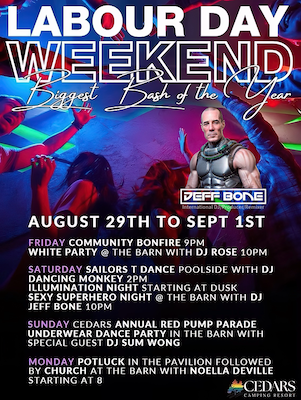 LABOUR DAY
WEEKEND
Biggest Bash of the Year
JEFF BONE
International DJ/Producer/Remixer
AUGUST 29TH TO SEPT 1ST
FRIDAY COMMUNITY BONFIRE 9PM
WHITE PARTY @ THE BARN WITH DJ ROSE 10PM
SATURDAY SAILORS T DANCE POOLSIDE WITH DJ
DANCING MONKEY 2PM
ILLUMINATION NIGHT STARTING AT DUSK
SEXY SUPERHERO NIGHT @ THE BARN WITH DJ
JEFF BONE 10PM
SUNDAY CEDARS ANNUAL RED PUMP PARADE
UNDERWEAR DANCE PARTY IN THE BARN WITH
SPECIAL GUEST DJ SUM WONG
MONDAY POTLUCK IN THE PAVILION FOLLOWED
BY CHURCH AT THE BARN WITH NOELLA DEVILLE
STARTING AT 8
CEDARS
CAMPING RESORT